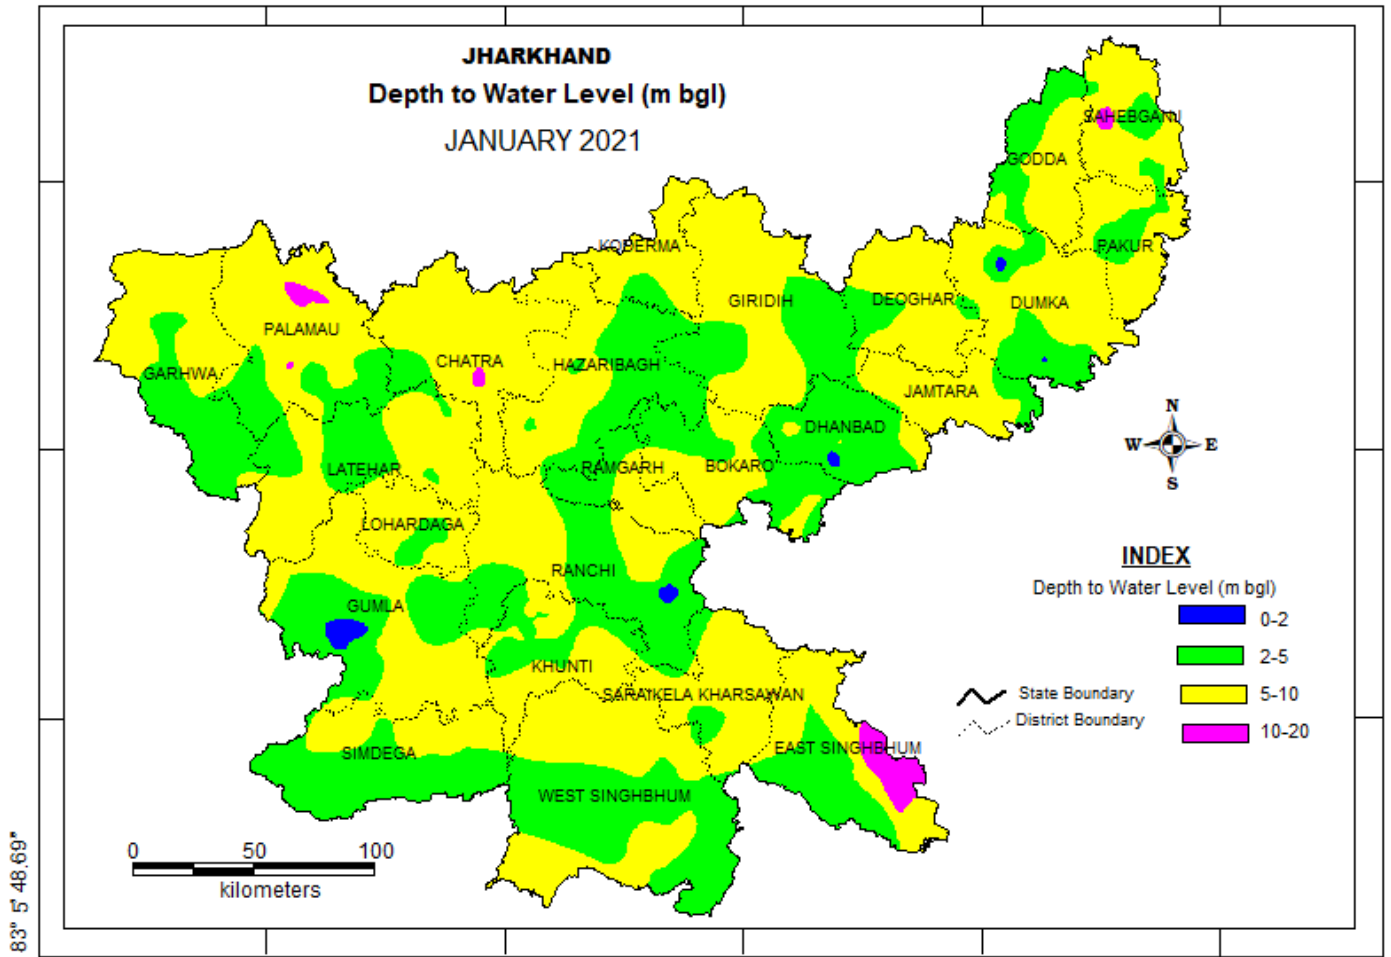 JHARKHAND
Depth to Water Level (m bgl)
JANUARY 2021
SAHEBGANJ
GODDA
KODERMA
PAKUR
GIRIDIH
DEOGHAR
DUMKA
PALAMAU
CHATRA
HAZARIBAGH
GARHWA
JAMTARA
DHANBAD
LATEHAR
RAMGARH
BOKARO
LOHARDAGA
RANCHI
GUMLA
KHUNTI
SARAIKELA KHARSAWAN
SIMDEGA
EAST SINGHBHUM
WEST SINGHBHUM
N
W
E
S
INDEX
Depth to Water Level (m bgl)
0-2
2-5
5-10
10-20
State Boundary
District Boundary
0 50 100
kilometers
83° 5' 48.69"